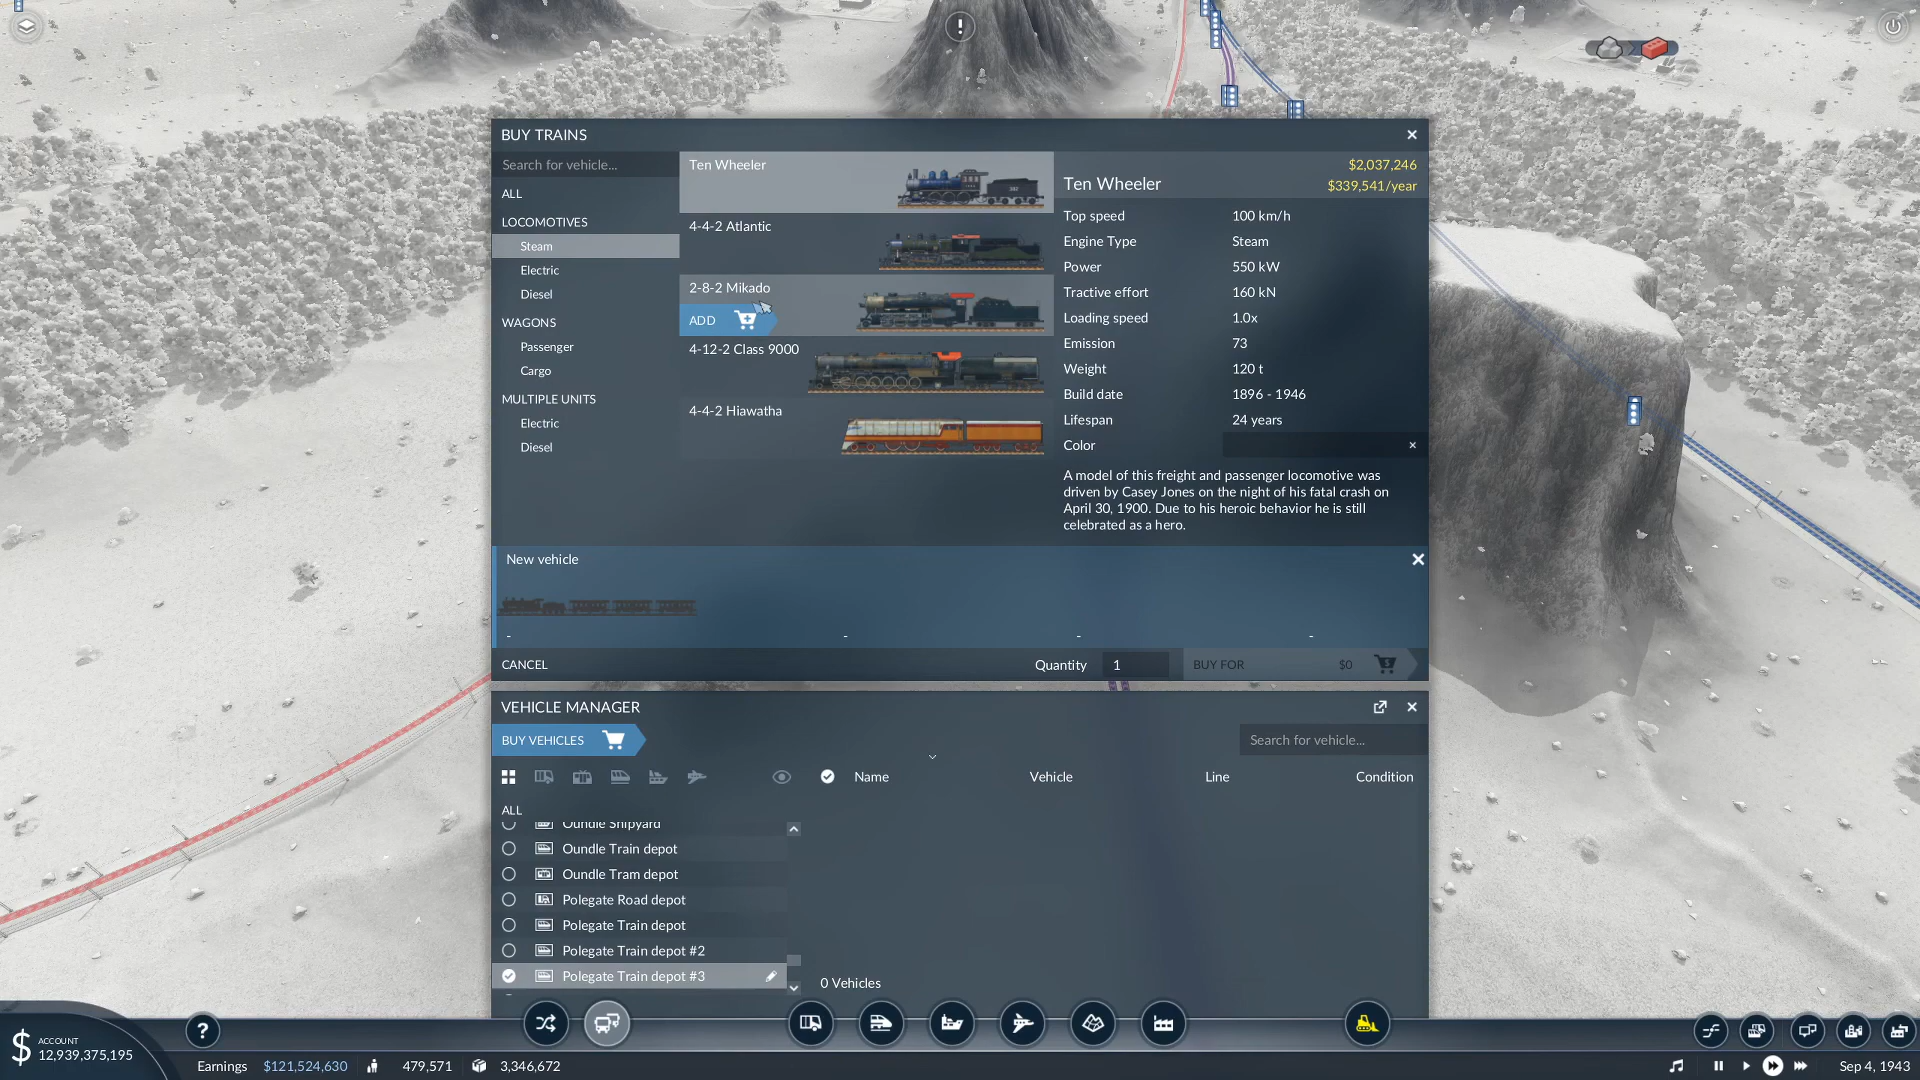 BUY TRAINS
Search for vehicle...
ALL
LOCOMOTIVES
Steam
Electric
Diesel
WAGONS
Passenger
Cargo
MULTIPLE UNITS
Electric
Diesel
Ten Wheeler
4-4-2 Atlantic
2-8-2 Mikado
ADD
4-12-2 Class 9000
4-4-2 Hiawatha
$2,037,246
Ten Wheeler
$339,541/year
Top speed 100 km/h
Engine Type Steam
Power 550 kW
Tractive effort 160 kN
Loading speed 1.0x
Emission 73
Weight 120 t
Build date 1896 - 1946
Lifespan 24 years
Color
A model of this freight and passenger locomotive was
driven by Casey Jones on the night of his fatal crash on
April 30, 1900. Due to his heroic behavior he is still
celebrated as a hero.
New vehicle
- - - -
CANCEL Quantity 1 BUY FOR $0
VEHICLE MANAGER
BUY VEHICLES Search for vehicle...
Name Vehicle Line Condition
ALL
Oundle Shipyard
Oundle Train depot
Oundle Tram depot
Polegate Road depot
Polegate Train depot
Polegate Train depot #2
Polegate Train depot #3
0 Vehicles
?
$ ACCOUNT
12,939,375,195
Earnings $121,524,630 479,571 3,346,672 Sep 4, 1943